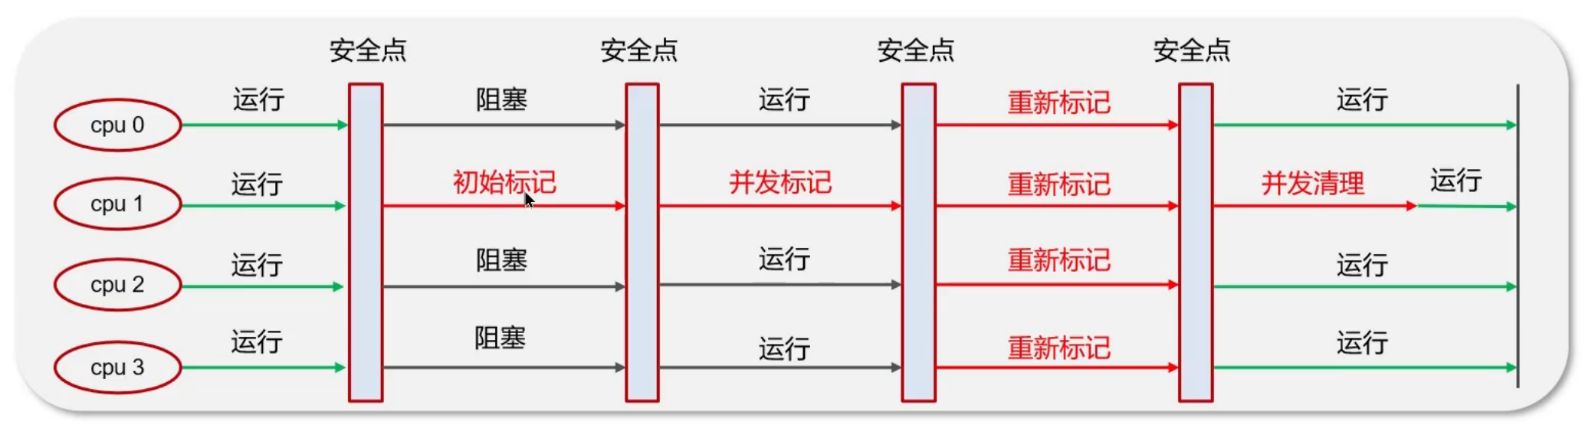 安全点 安全点 安全点 安全点
cpu 0 运行 阻塞 运行 重新标记 运行
cpu 1 运行 初始标记 并发标记 重新标记 并发清理 运行
cpu 2 运行 阻塞 运行 重新标记 运行
cpu 3 运行 阻塞 运行 重新标记 运行